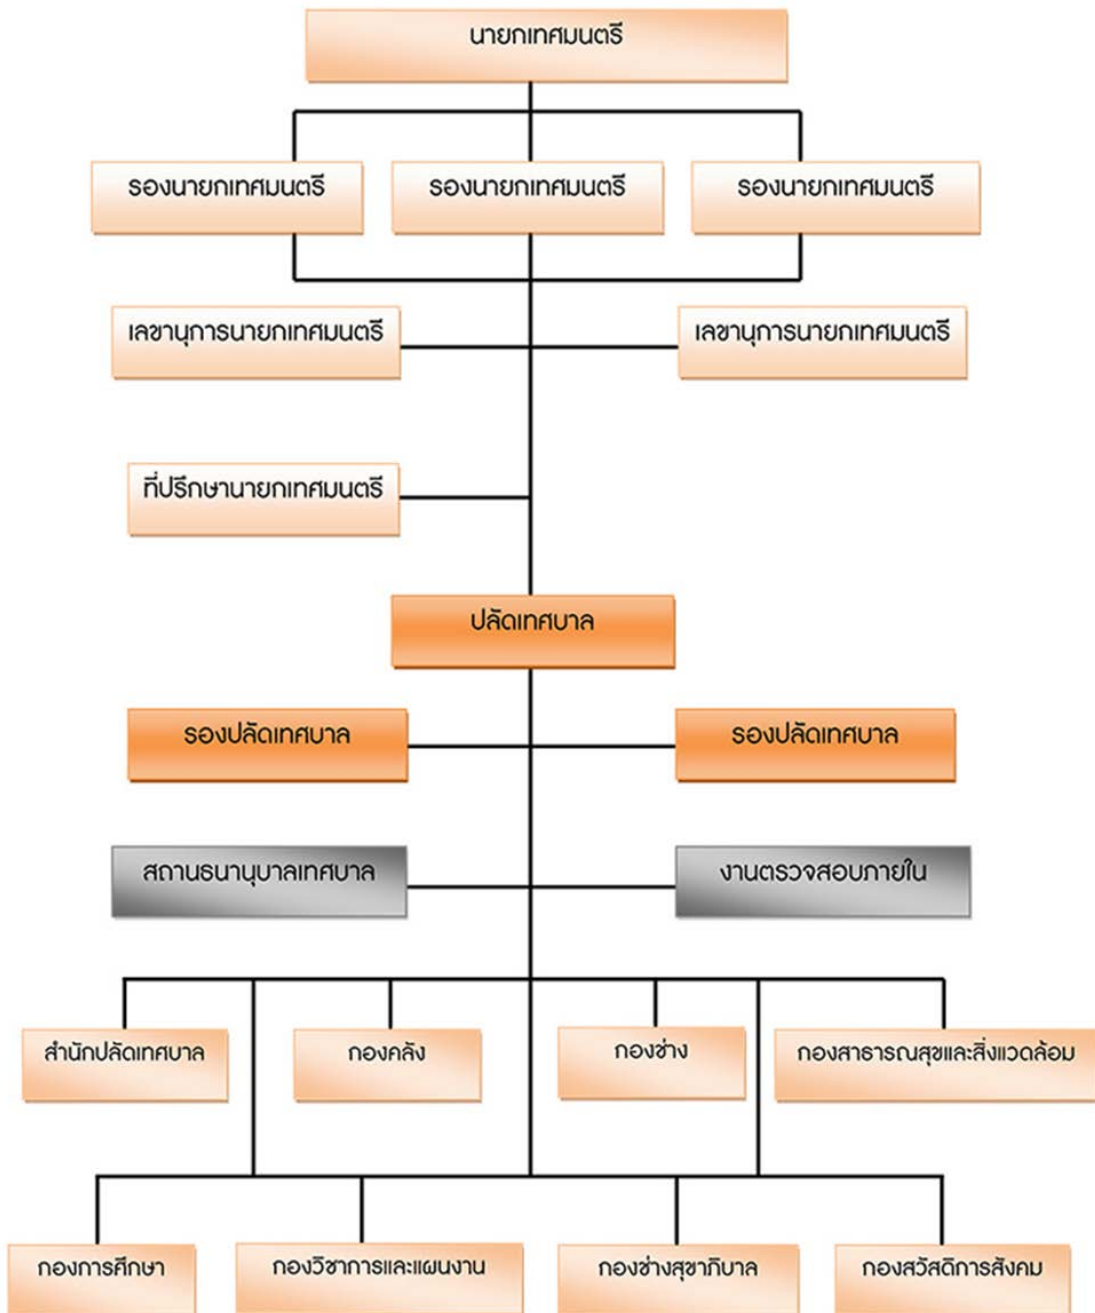 นายกเทศมนตรี
รองนายกเทศมนตรี
รองนายกเทศมนตรี
รองนายกเทศมนตรี
เลขานุการนายกเทศมนตรี
เลขานุการนายกเทศมนตรี
ที่ปรึกษานายกเทศมนตรี
ปลัดเทศบาล
รองปลัดเทศบาล
รองปลัดเทศบาล
สถานธนานุบาลเทศบาล
งานตรวจสอบภายใน
สำนักปลัดเทศบาล
กองคลัง
กองช่าง
กองสาธารณสุขและสิ่งแวดล้อม
กองการศึกษา
กองวิชาการและแผนงาน
กองช่างสุขาภิบาล
กองสวัสดิการสังคม